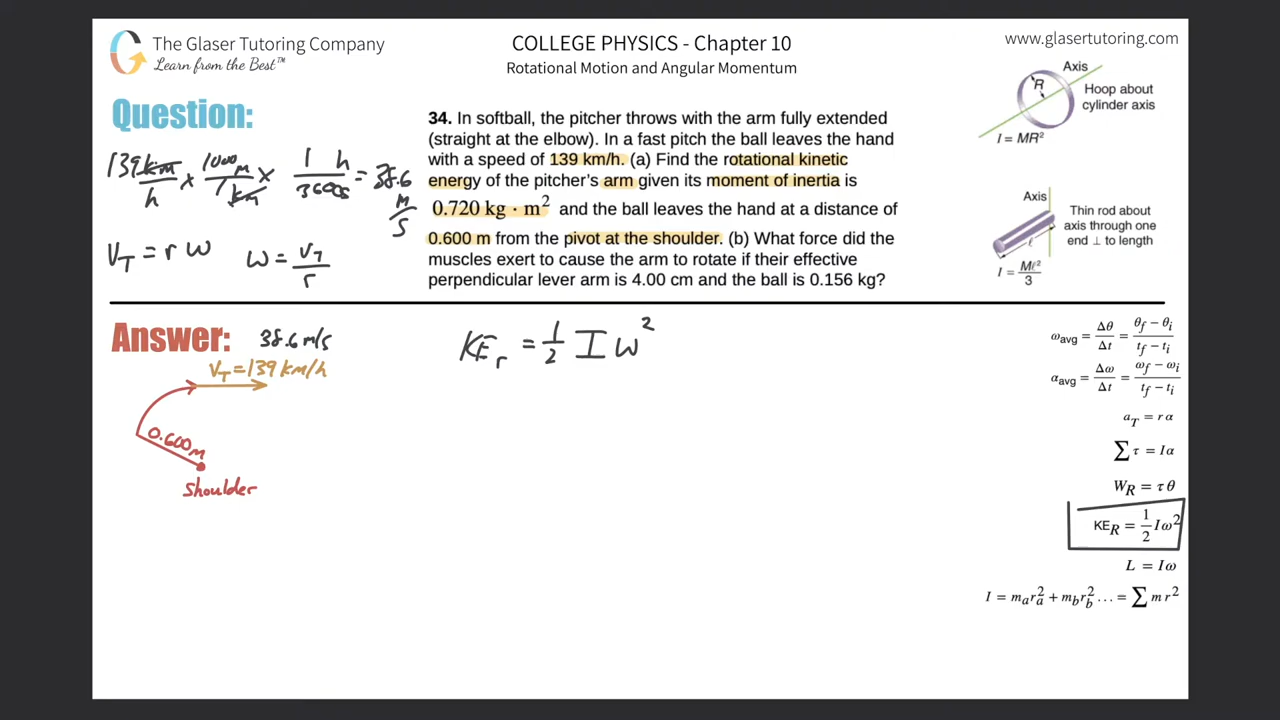 The Glaser Tutoring Company
Learn from the Best™
COLLEGE PHYSICS - Chapter 10
Rotational Motion and Angular Momentum
www.glasertutoring.com
Question:
139 km/h × 1000 m/1 km × 1 h/3600 s = 38.6 m/s
V_T = r ω
ω = V_T/r
34. In softball, the pitcher throws with the arm fully extended
(straight at the elbow). In a fast pitch the ball leaves the hand
with a speed of 139 km/h. (a) Find the rotational kinetic
energy of the pitcher's arm given its moment of inertia is
0.720 kg · m² and the ball leaves the hand at a distance of
0.600 m from the pivot at the shoulder. (b) What force did the
muscles exert to cause the arm to rotate if their effective
perpendicular lever arm is 4.00 cm and the ball is 0.156 kg?
Axis
R
Hoop about
cylinder axis
I = MR²
Axis
Thin rod about
axis through one
end ⊥ to length
ℓ
I = Mℓ²/3
Answer:
38.6 m/s
V_T = 139 km/h
0.600 m
Shoulder
KE_r = 1/2 I ω²
ω_avg = Δθ/Δt = (θ_f − θ_i)/(t_f − t_i)
α_avg = Δω/Δt = (ω_f − ω_i)/(t_f − t_i)
a_T = r α
∑ τ = Iα
W_R = τ θ
KE_R = 1/2 Iω²
L = Iω
I = m_a r_a² + m_b r_b² . . . = ∑ m r²